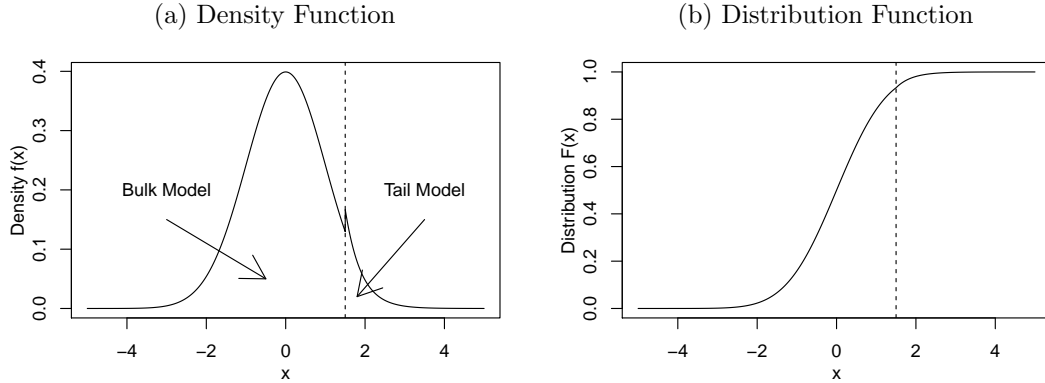 (a) Density Function
Density f(x)
0.4
0.3
0.2
0.1
0.0
Bulk Model
Tail Model
−4
−2
0
2
4
x
(b) Distribution Function
Distribution F(x)
1.0
0.8
0.6
0.4
0.2
0.0
−4
−2
0
2
4
x